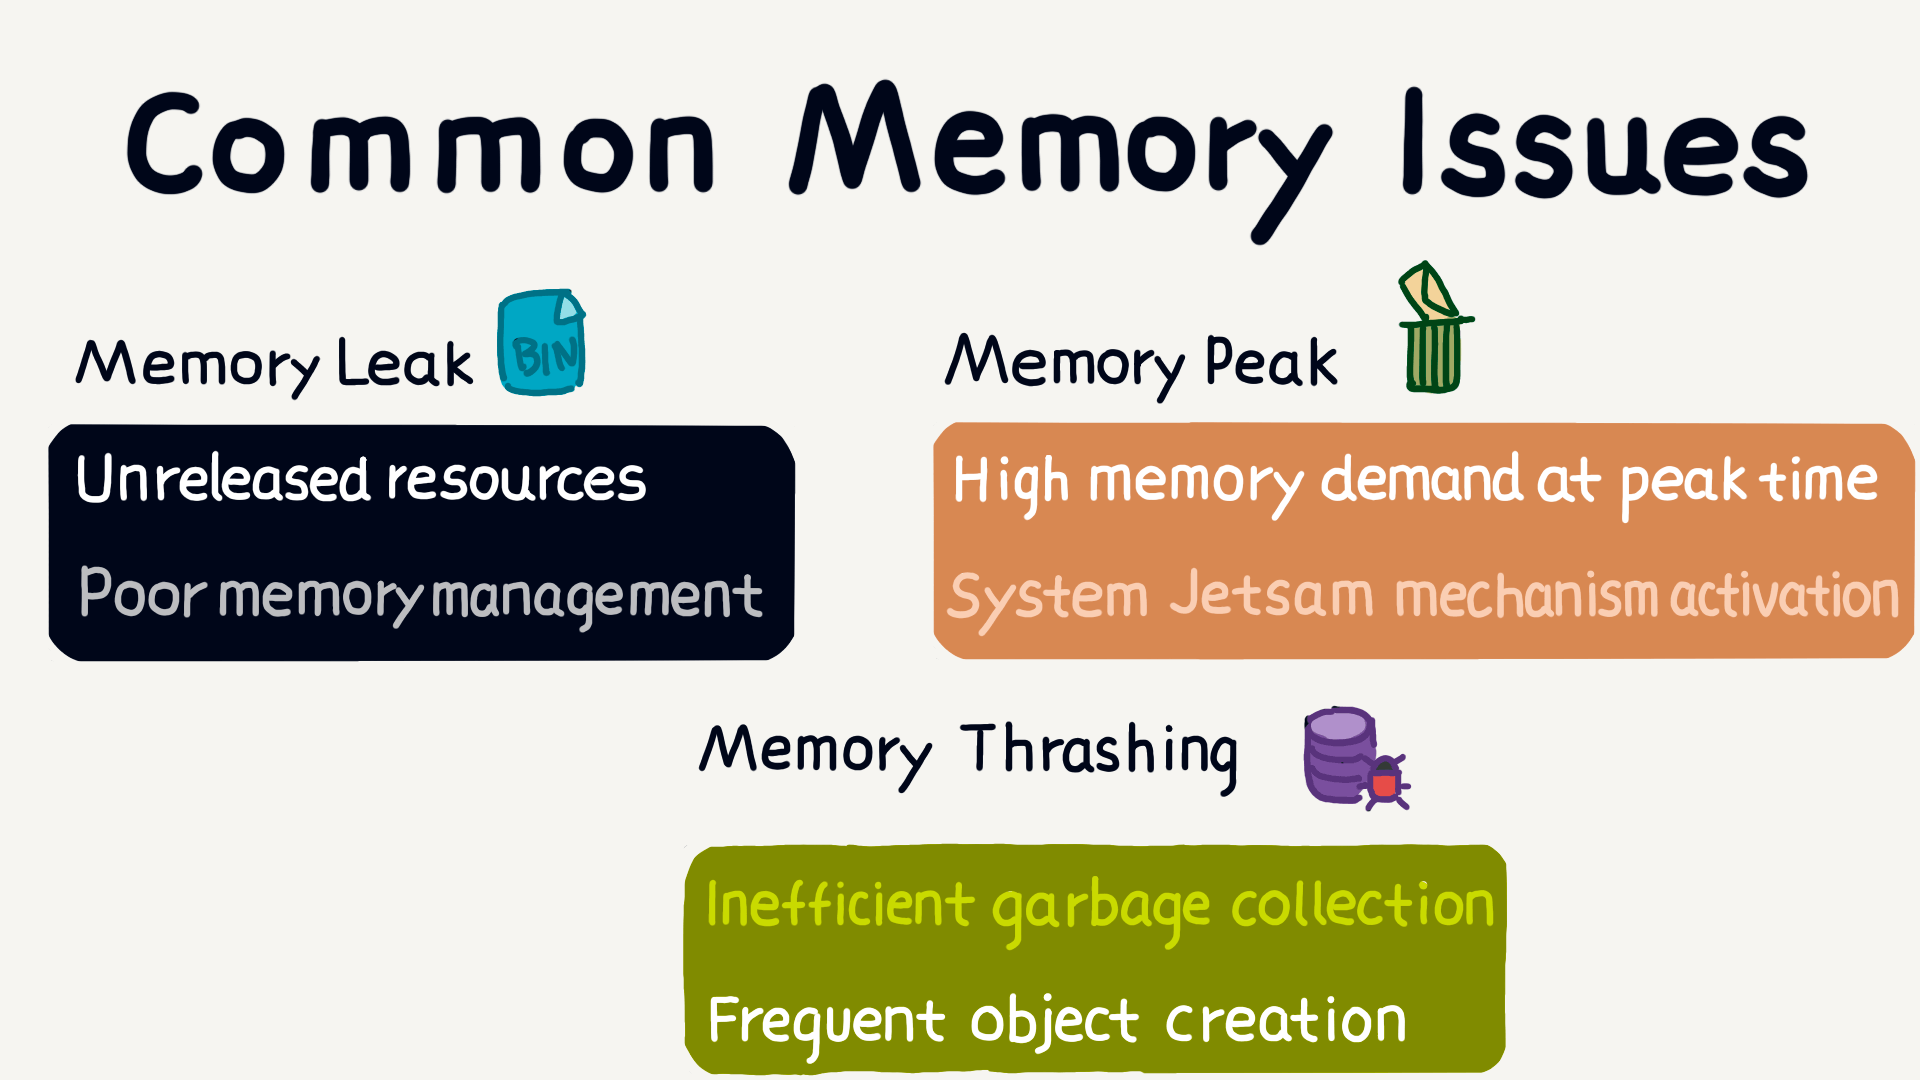 Common Memory Issues
Memory Leak
BIN
Unreleased resources
Poor memory management
Memory Peak
High memory demand at peak time
System Jetsam mechanism activation
Memory Thrashing
Inefficient garbage collection
Frequent object creation